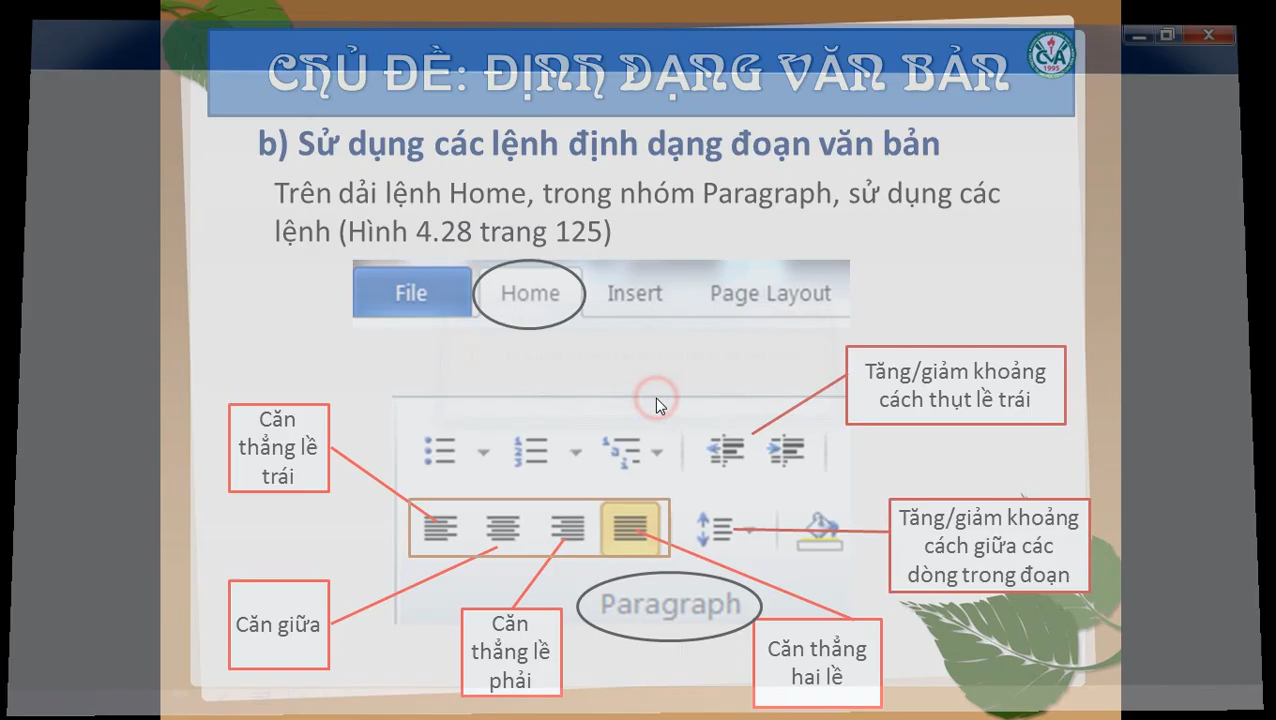 CHỦ ĐỀ: ĐỊNH DẠNG VĂN BẢN
CVA
1995
b) Sử dụng các lệnh định dạng đoạn văn bản
Trên dải lệnh Home, trong nhóm Paragraph, sử dụng các
lệnh (Hình 4.28 trang 125)
File Home Insert Page Layout
Tăng/giảm khoảng
cách thụt lề trái
Căn
thẳng lề
trái
Tăng/giảm khoảng
cách giữa các
dòng trong đoạn
Căn giữa
Căn
thẳng lề
phải
Paragraph
Căn thẳng
hai lề